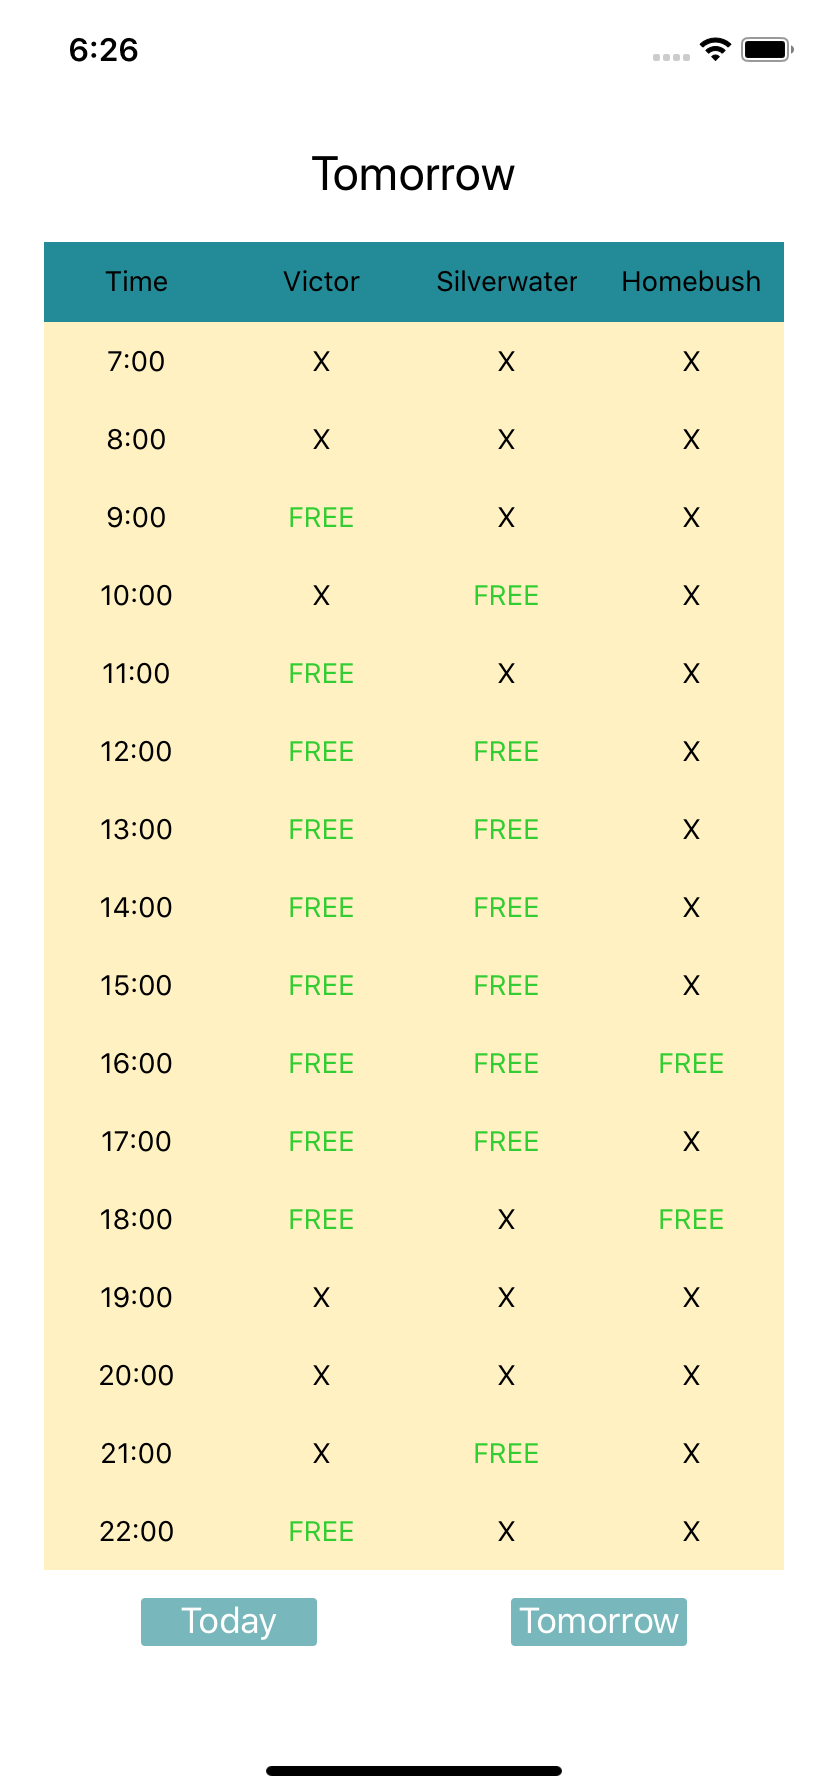 6:26
Tomorrow
Time Victor Silverwater Homebush
7:00 X X X
8:00 X X X
9:00 FREE X X
10:00 X FREE X
11:00 FREE X X
12:00 FREE FREE X
13:00 FREE FREE X
14:00 FREE FREE X
15:00 FREE FREE X
16:00 FREE FREE FREE
17:00 FREE FREE X
18:00 FREE X FREE
19:00 X X X
20:00 X X X
21:00 X FREE X
22:00 FREE X X
Today Tomorrow